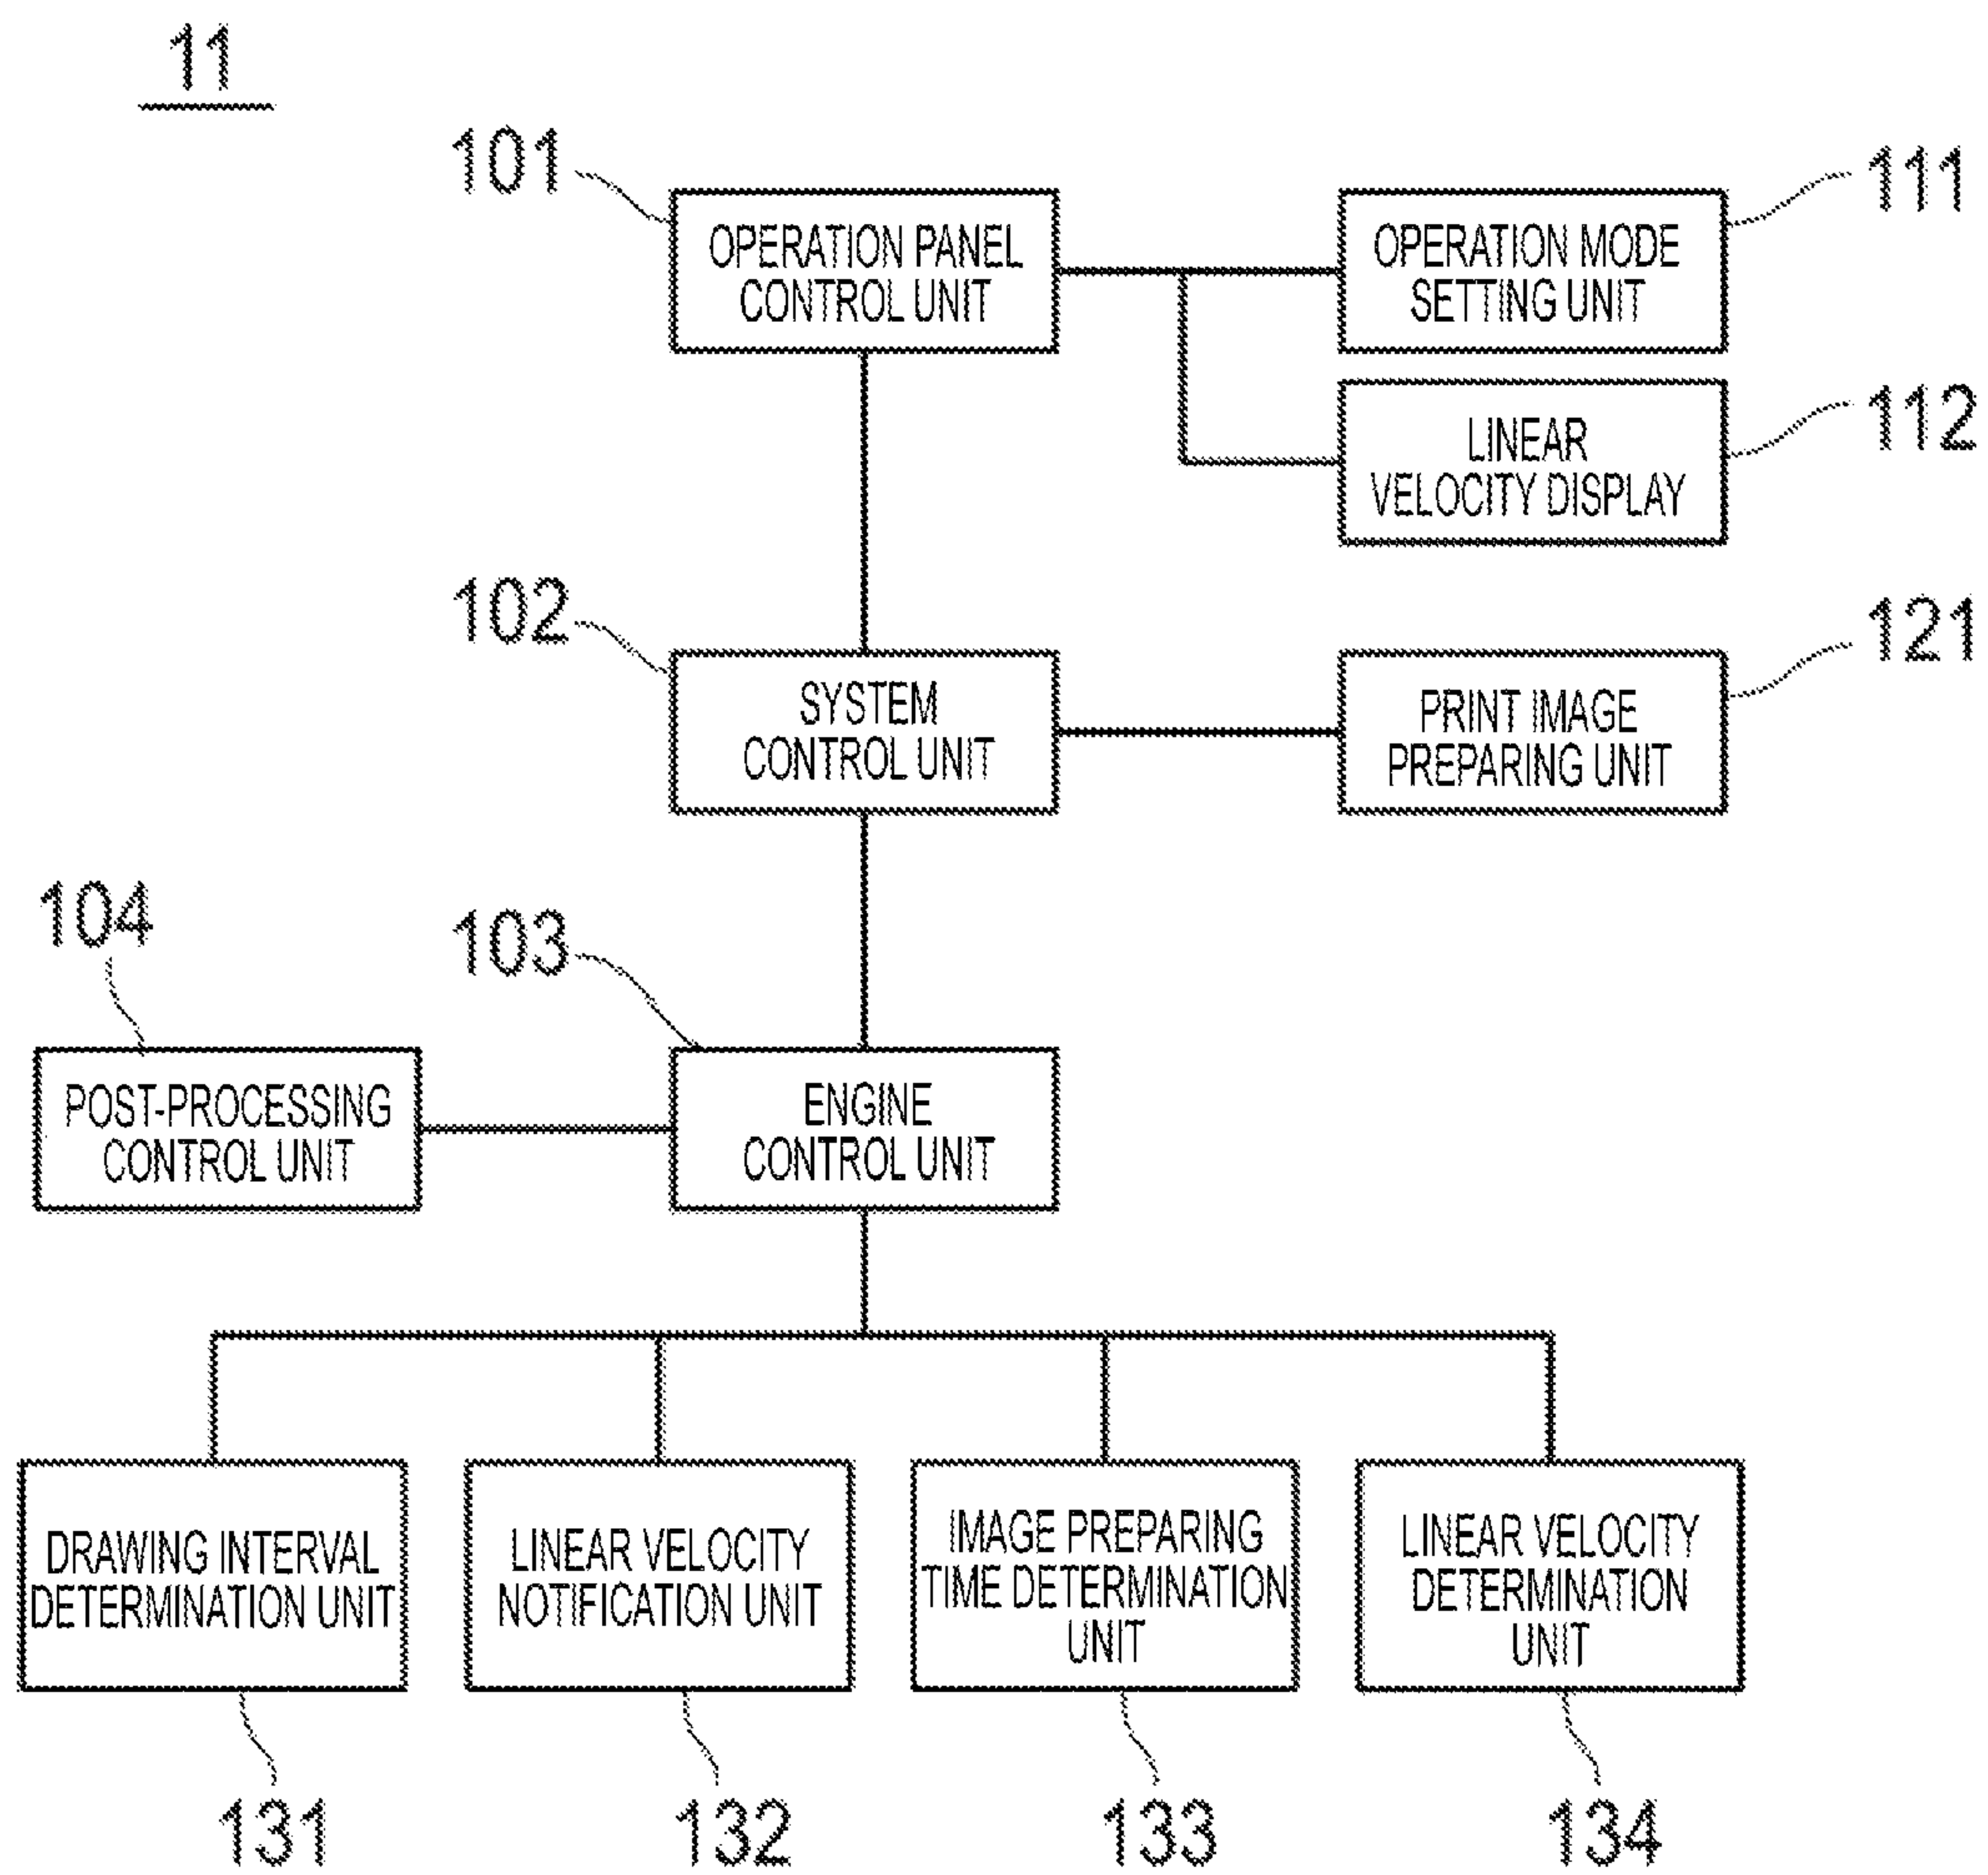 11
101
OPERATION PANEL
CONTROL UNIT
OPERATION MODE
SETTING UNIT
111
LINEAR
VELOCITY DISPLAY
112
102
SYSTEM
CONTROL UNIT
PRINT IMAGE
PREPARING UNIT
121
104
POST-PROCESSING
CONTROL UNIT
103
ENGINE
CONTROL UNIT
DRAWING INTERVAL
DETERMINATION UNIT
131
LINEAR VELOCITY
NOTIFICATION UNIT
132
IMAGE PREPARING
TIME DETERMINATION
UNIT
133
LINEAR VELOCITY
DETERMINATION
UNIT
134